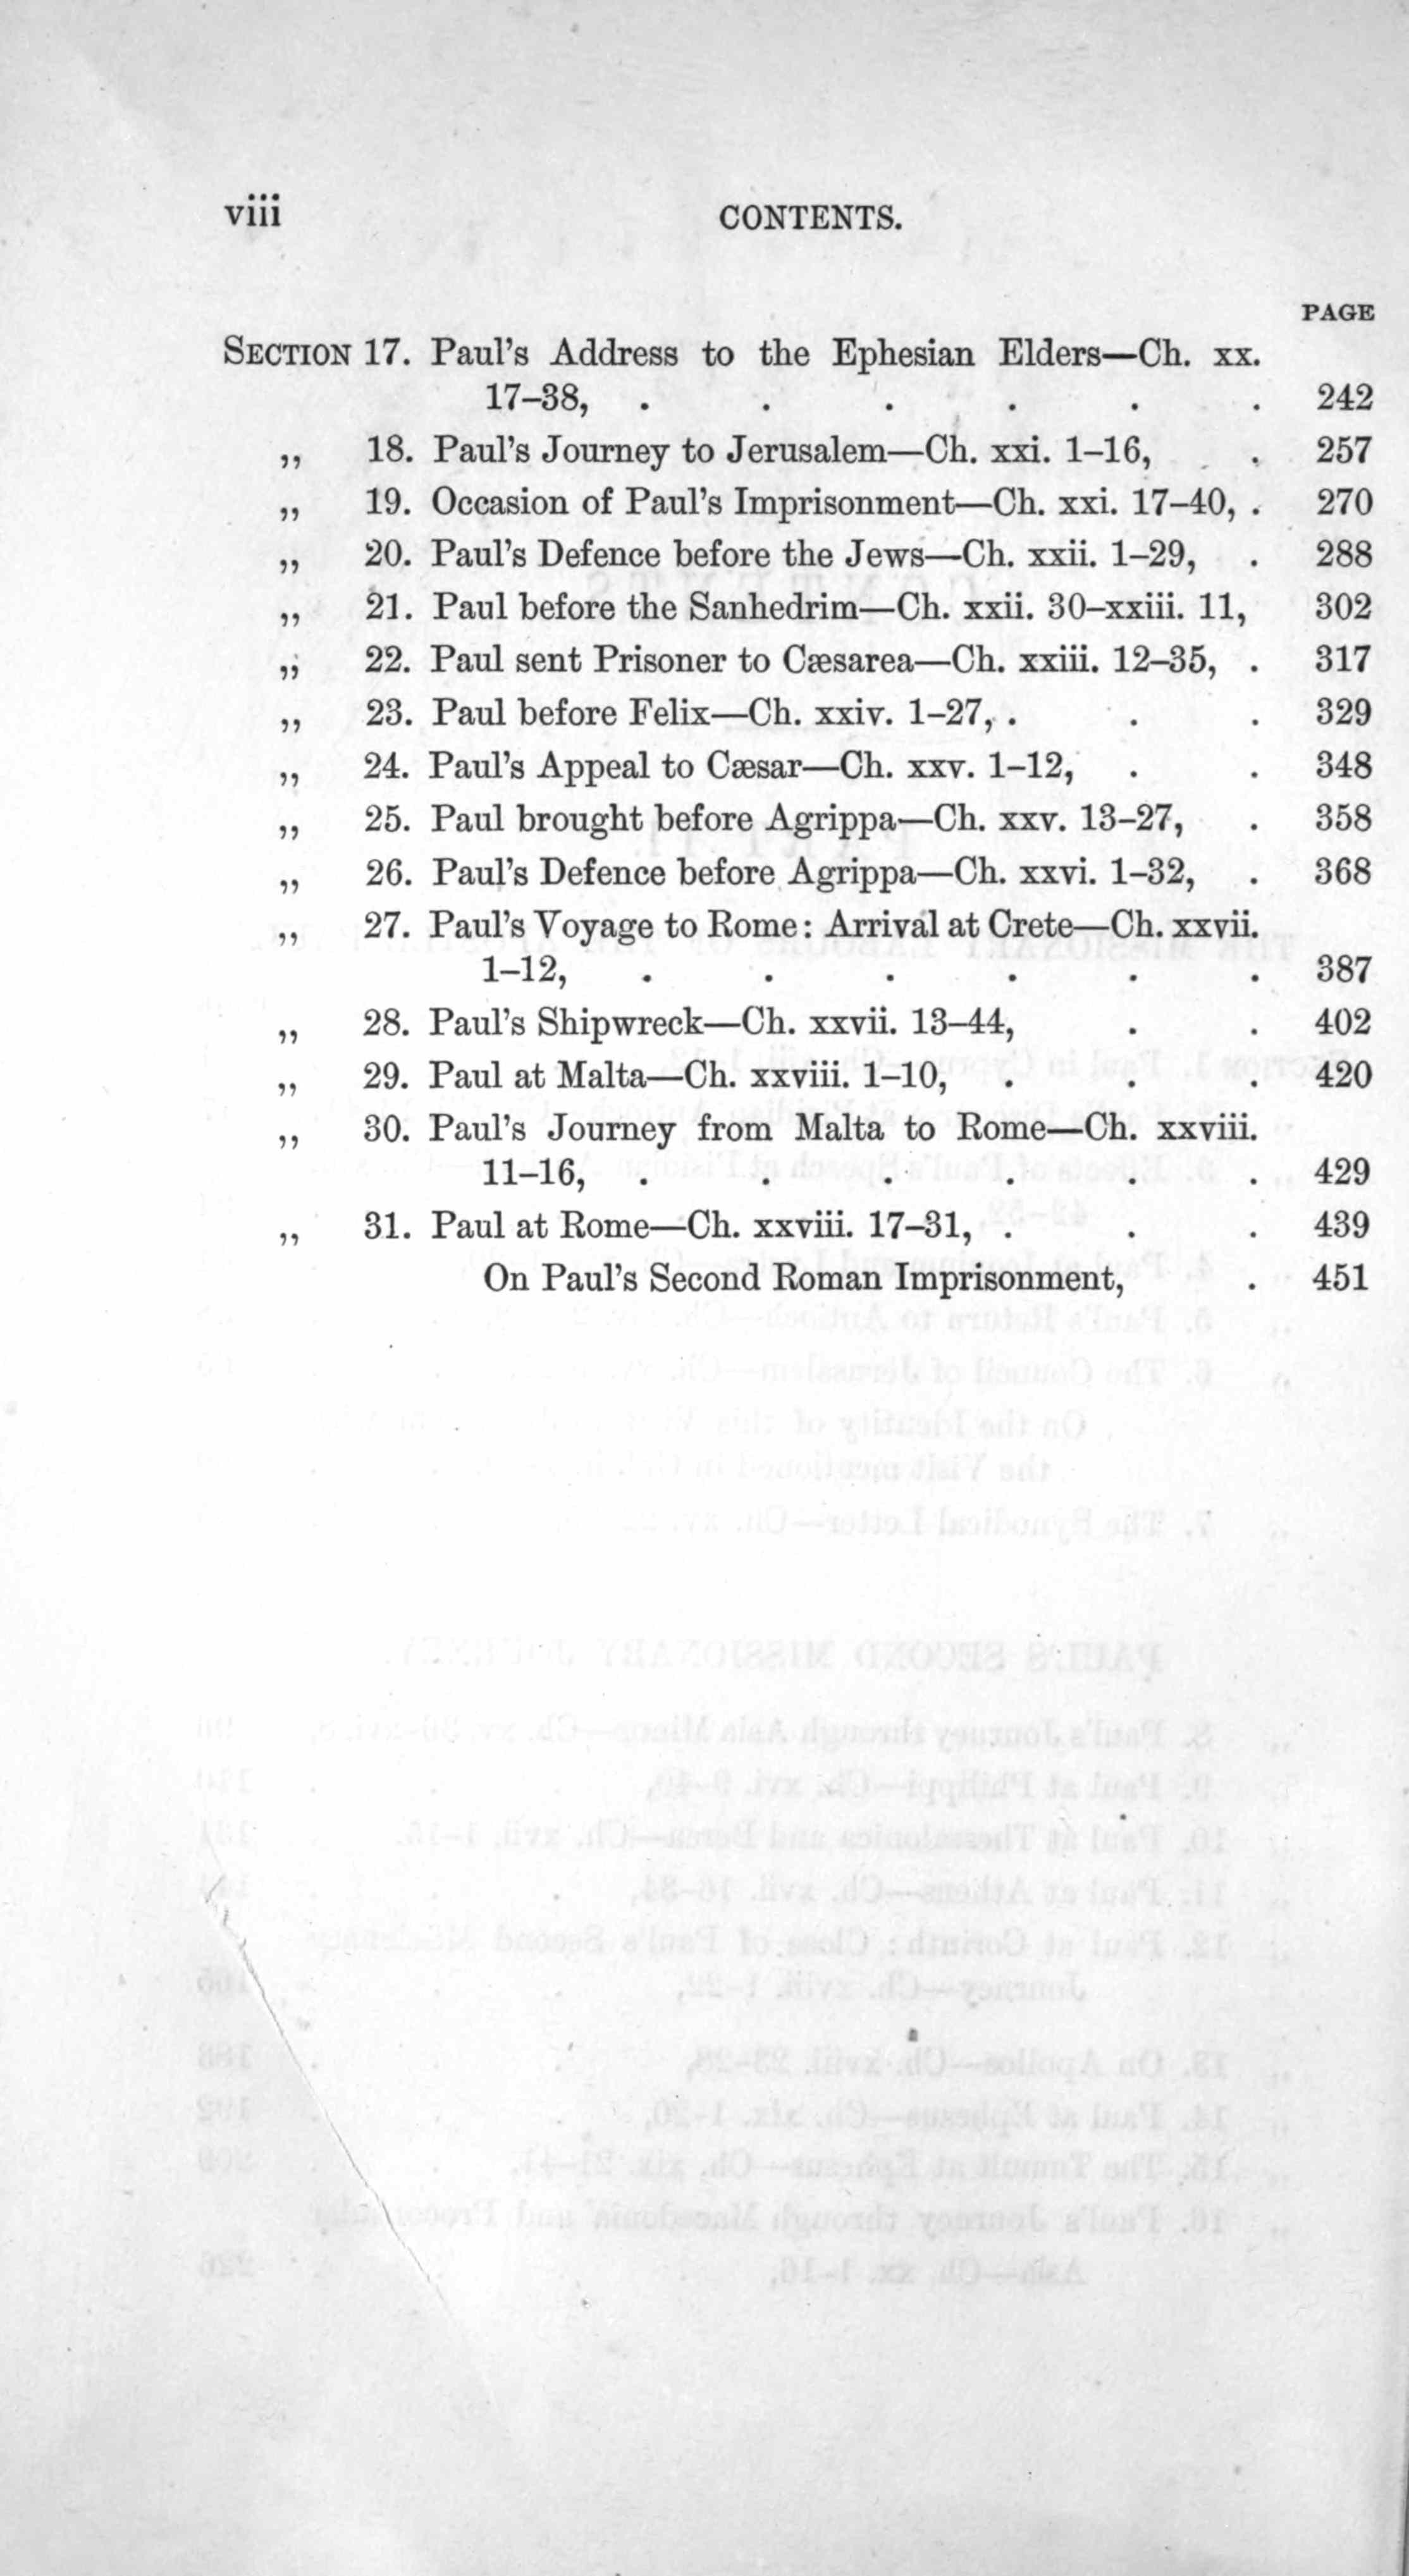 viii CONTENTS.
PAGE
SECTION 17. Paul's Address to the Ephesian Elders—Ch. xx.
17–38, . . . . . . 242
„ 18. Paul's Journey to Jerusalem—Ch. xxi. 1–16, . . 257
„ 19. Occasion of Paul's Imprisonment—Ch. xxi. 17–40, . 270
„ 20. Paul's Defence before the Jews—Ch. xxii. 1–29, . 288
„ 21. Paul before the Sanhedrim—Ch. xxii. 30–xxiii. 11, 302
„ 22. Paul sent Prisoner to Cæsarea—Ch. xxiii. 12–35, . 317
„ 23. Paul before Felix—Ch. xxiv. 1–27, . . . 329
„ 24. Paul's Appeal to Cæsar—Ch. xxv. 1–12, . . 348
„ 25. Paul brought before Agrippa—Ch. xxv. 13–27, . 358
„ 26. Paul's Defence before Agrippa—Ch. xxvi. 1–32, . 368
„ 27. Paul's Voyage to Rome: Arrival at Crete—Ch. xxvii.
1–12, . . . . . . 387
„ 28. Paul's Shipwreck—Ch. xxvii. 13–44, . . 402
„ 29. Paul at Malta—Ch. xxviii. 1–10, . . . 420
„ 30. Paul's Journey from Malta to Rome—Ch. xxviii.
11–16, . . . . . . 429
„ 31. Paul at Rome—Ch. xxviii. 17–31, . . . 439
On Paul's Second Roman Imprisonment, . 451